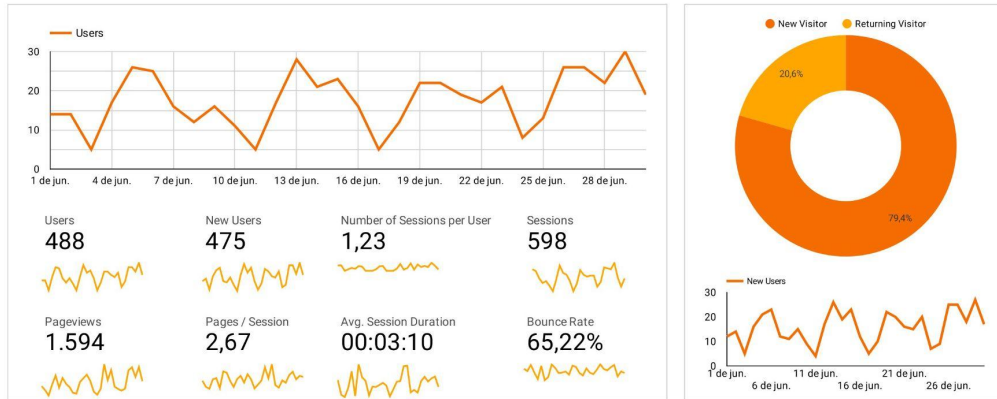 Users
30
20
10
0
1 de jun.
4 de jun.
7 de jun.
10 de jun.
13 de jun.
16 de jun.
19 de jun.
22 de jun.
25 de jun.
28 de jun.
Users
488
New Users
475
Number of Sessions per User
1,23
Sessions
598
Pageviews
1.594
Pages / Session
2,67
Avg. Session Duration
00:03:10
Bounce Rate
65,22%
New Visitor
Returning Visitor
20,6%
79,4%
New Users
30
20
10
0
1 de jun.
6 de jun.
11 de jun.
16 de jun.
21 de jun.
26 de jun.